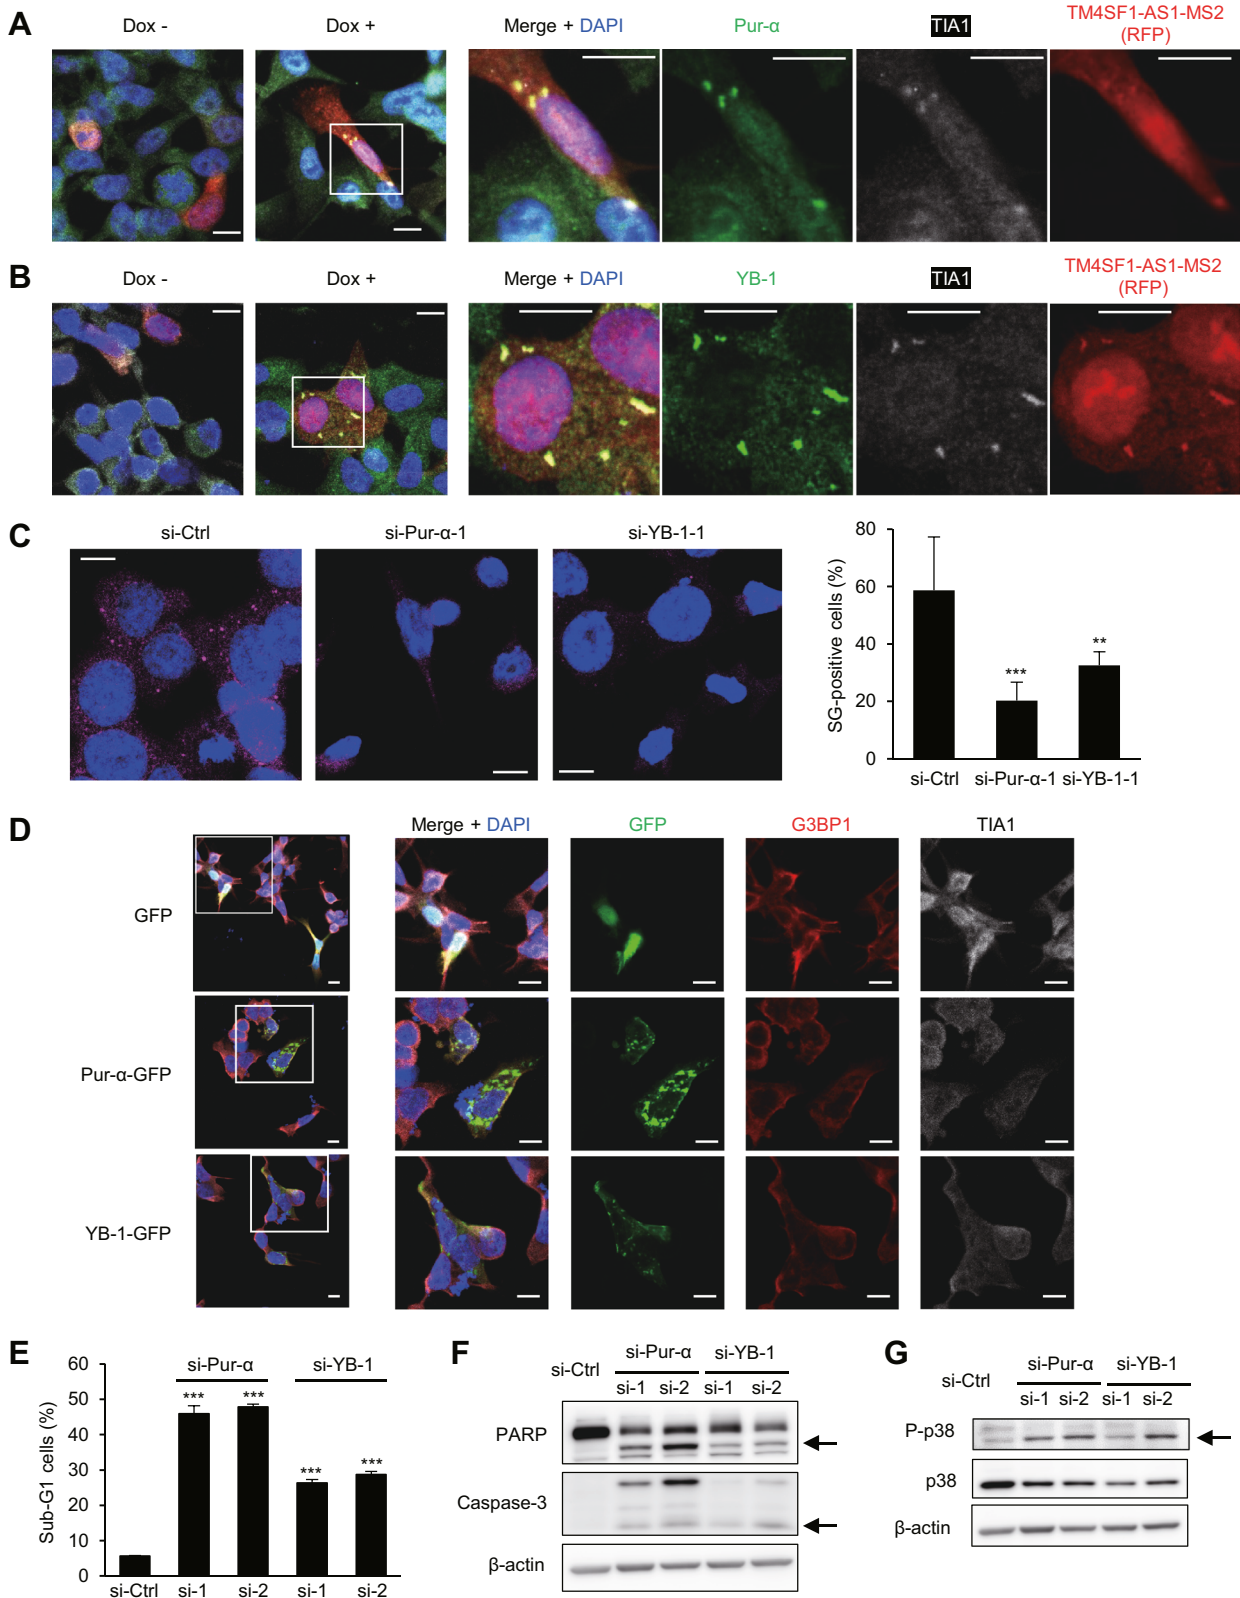 A
Dox -
Dox +
Merge + DAPI
Pur-α
TIA1
TM4SF1-AS1-MS2
(RFP)
B
Dox -
Dox +
Merge + DAPI
YB-1
TIA1
TM4SF1-AS1-MS2
(RFP)
C
si-Ctrl
si-Pur-α-1
si-YB-1-1
80
60
40
20
0
SG-positive cells (%)
***
**
si-Ctrl
si-Pur-α-1
si-YB-1-1
D
Merge + DAPI
GFP
G3BP1
TIA1
GFP
Pur-α-GFP
YB-1-GFP
E
si-Pur-α
si-YB-1
60
50
40
30
20
10
0
Sub-G1 cells (%)
***
***
***
***
si-Ctrl
si-1
si-2
si-1
si-2
F
si-Ctrl
si-Pur-α
si-YB-1
si-1
si-2
si-1
si-2
PARP
Caspase-3
β-actin
G
si-Ctrl
si-Pur-α
si-YB-1
si-1
si-2
si-1
si-2
P-p38
p38
β-actin